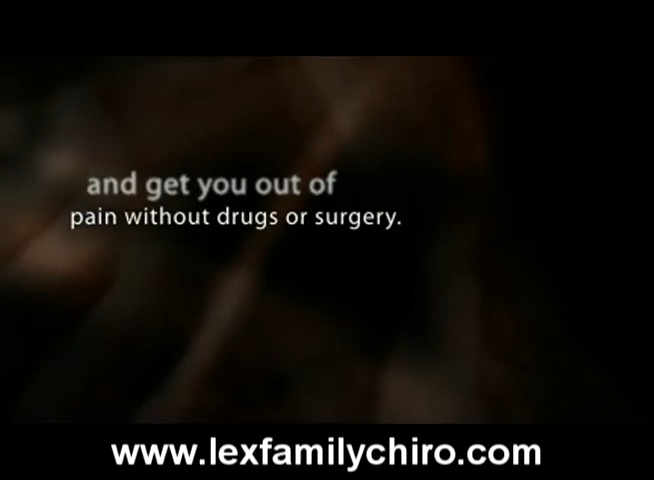 and get you out of
pain without drugs or surgery.
www.lexfamilychiro.com